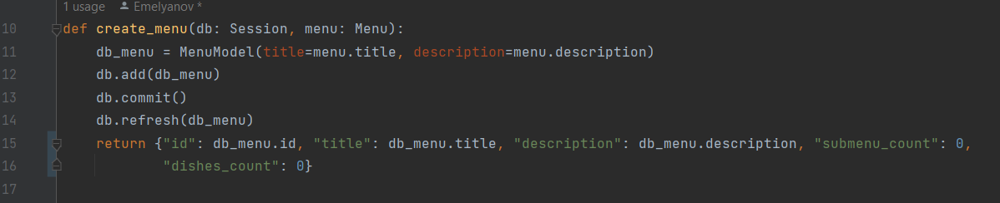 1 usage Emelyanov *
10 def create_menu(db: Session, menu: Menu):
11 db_menu = MenuModel(title=menu.title, description=menu.description)
12 db.add(db_menu)
13 db.commit()
14 db.refresh(db_menu)
15 return {"id": db_menu.id, "title": db_menu.title, "description": db_menu.description, "submenu_count": 0,
16 "dishes_count": 0}
17